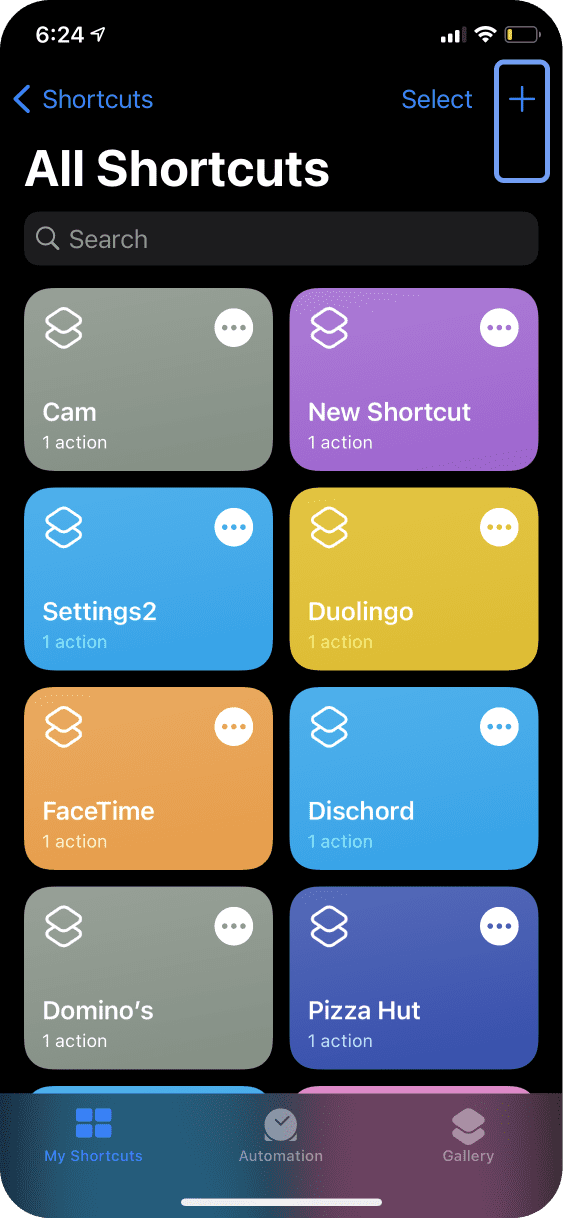 6:24
Shortcuts
Select
All Shortcuts
Search
Cam
1 action
New Shortcut
1 action
Settings2
1 action
Duolingo
1 action
FaceTime
1 action
Dischord
1 action
Domino’s
1 action
Pizza Hut
1 action
My Shortcuts
Automation
Gallery